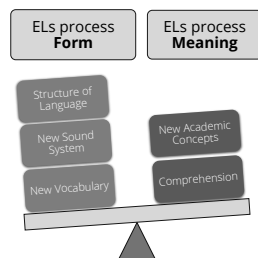 ELs process
Form
ELs process
Meaning
Structure of
Language
New Sound
System
New Vocabulary
New Academic
Concepts
Comprehension